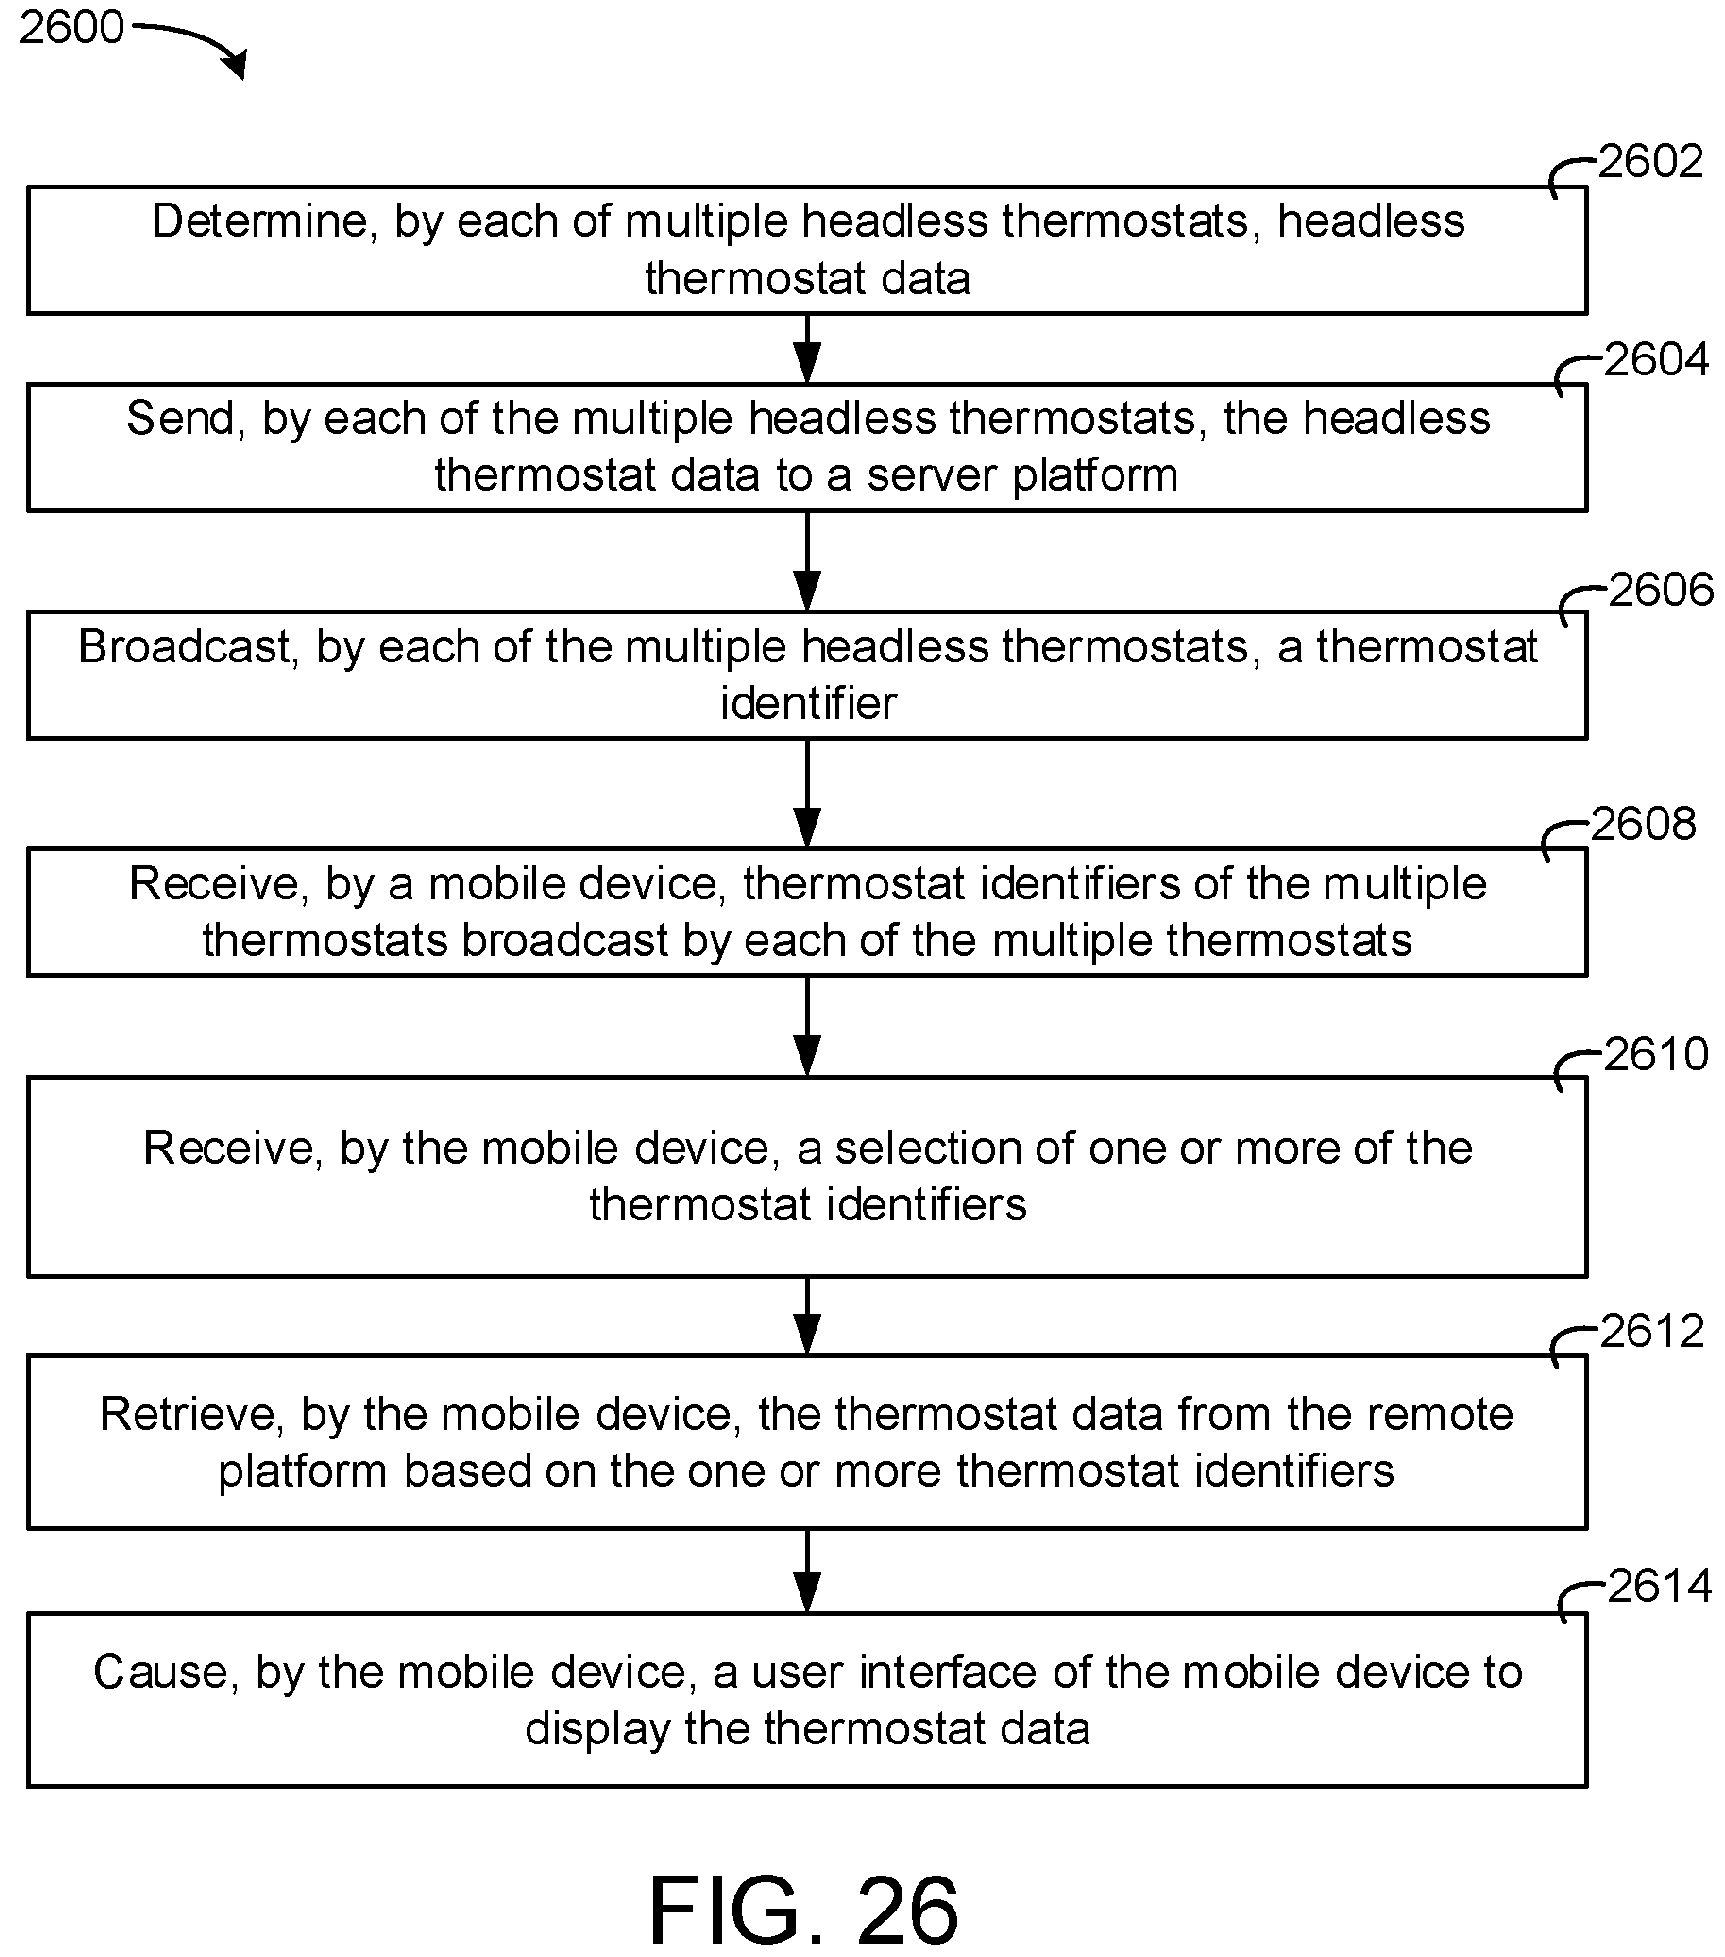 2600
2602
Determine, by each of multiple headless thermostats, headless
thermostat data
2604
Send, by each of the multiple headless thermostats, the headless
thermostat data to a server platform
2606
Broadcast, by each of the multiple headless thermostats, a thermostat
identifier
2608
Receive, by a mobile device, thermostat identifiers of the multiple
thermostats broadcast by each of the multiple thermostats
2610
Receive, by the mobile device, a selection of one or more of the
thermostat identifiers
2612
Retrieve, by the mobile device, the thermostat data from the remote
platform based on the one or more thermostat identifiers
2614
Cause, by the mobile device, a user interface of the mobile device to
display the thermostat data
FIG. 26